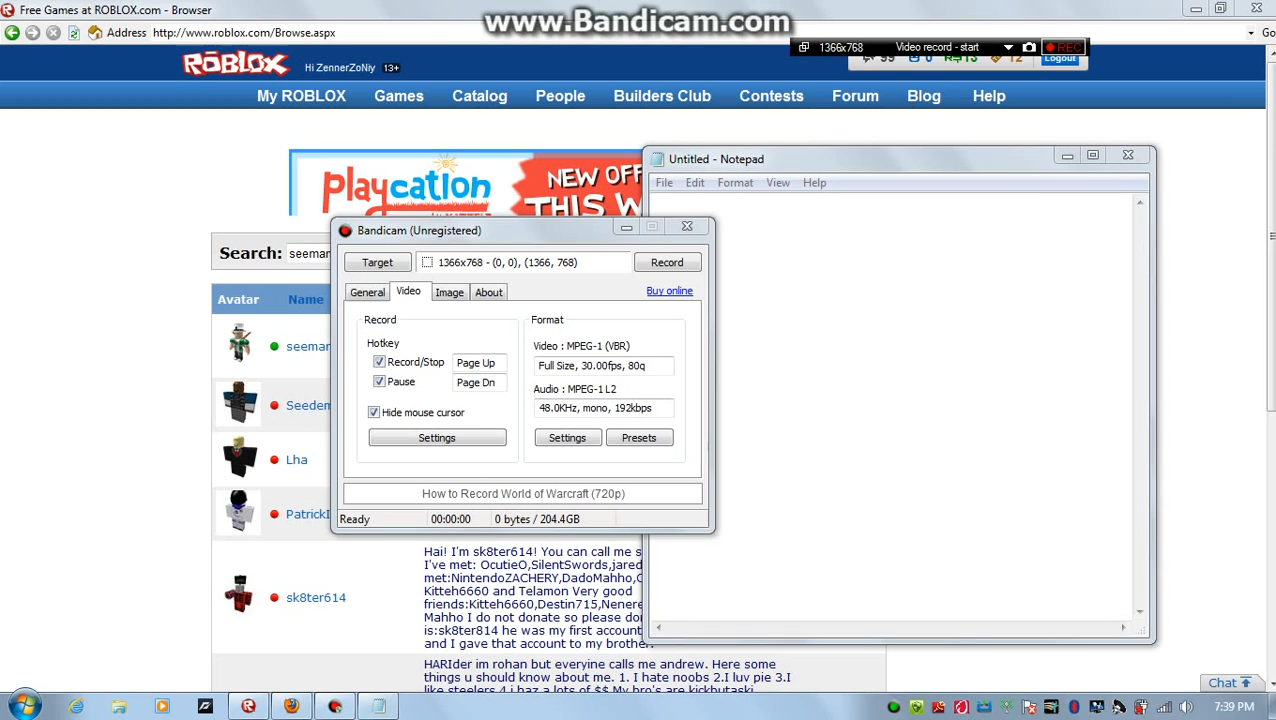 Free Games at ROBLOX.com - Browser
www.Bandicam.com
Address http://www.roblox.com/Browse.aspx
Go
1366x768 Video record - start REC
ROBLOX Hi ZennerZoNiy 13+
99 0 R$13 12 Logout
My ROBLOX Games Catalog People Builders Club Contests Forum Blog Help
Playcation
NEW OFF
THIS W
Search: seemar
Avatar Name
seemar
Seedem
Lha
PatrickI
sk8ter614
Hai! I'm sk8ter614! You can call me s
I've met: OcutieO,SilentSwords,jared
met:NintendoZACHERY,DadoMahho,C
Kitteh6660 and Telamon Very good
friends:Kitteh6660,Destin715,Nenere
Mahho I do not donate so please don
is:sk8ter814 he was my first account
and I gave that account to my brother.
HARIder im rohan but everyine calls me andrew. Here some
things u should know about me. 1. I hate noobs 2.I luv pie 3.I
like steelers 4.i haz a lots of $$ My bro's are kickbutaski
Bandicam (Unregistered)
Target 1366x768 - (0, 0), (1366, 768) Record
General Video Image About Buy online
Record
Hotkey
Record/Stop Page Up
Pause Page Dn
Hide mouse cursor
Settings
Format
Video : MPEG-1 (VBR)
Full Size, 30.00fps, 80q
Audio : MPEG-1 L2
48.0KHz, mono, 192kbps
Settings Presets
How to Record World of Warcraft (720p)
Ready 00:00:00 0 bytes / 204.4GB
Untitled - Notepad
File Edit Format View Help
Chat
7:39 PM